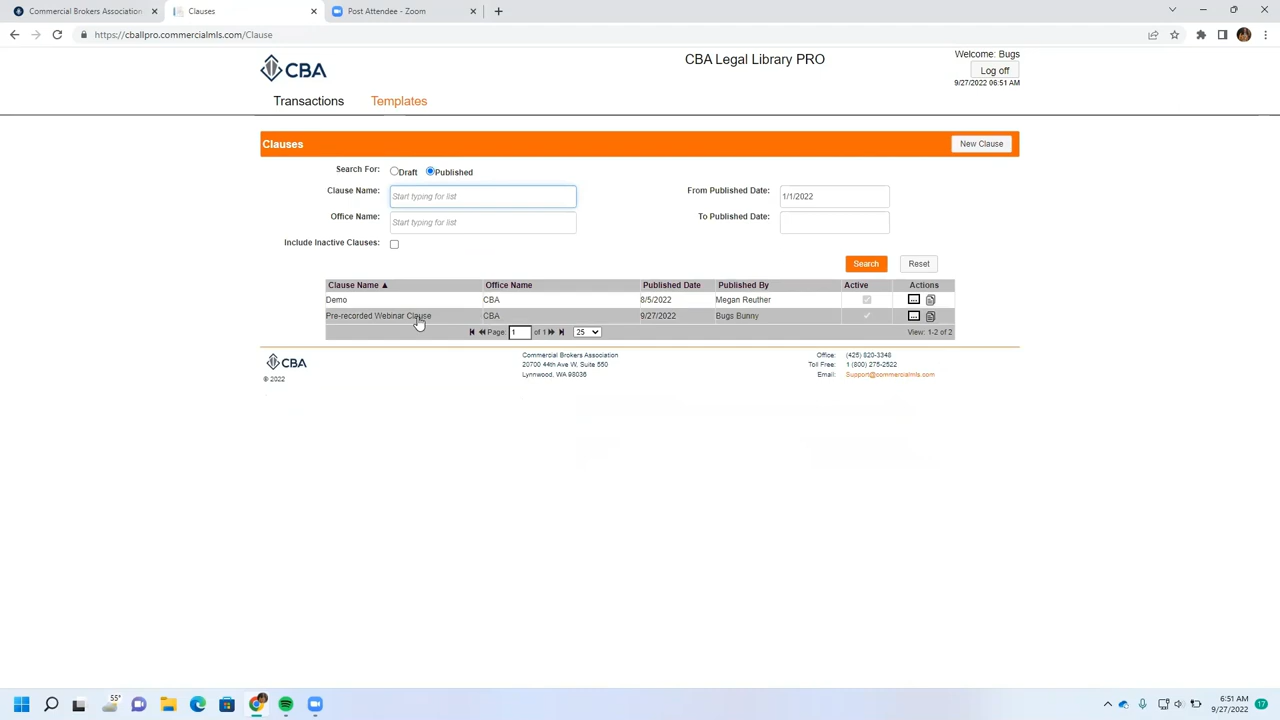 Commercial Brokers Association
Clauses
Post Attendee - Zoom
https://cballpro.commercialmls.com/Clause
CBA
CBA Legal Library PRO
Welcome: Bugs
Log off
9/27/2022 06:51 AM
Transactions
Templates
Clauses
New Clause
Search For:
Draft
Published
Clause Name:
Start typing for list
From Published Date:
1/1/2022
Office Name:
Start typing for list
To Published Date:
Include Inactive Clauses:
Search
Reset
Clause Name ▲ Office Name Published Date Published By Active Actions
Demo CBA 8/5/2022 Megan Reuther
Pre-recorded Webinar Clause CBA 9/27/2022 Bugs Bunny
Page 1 of 1 25 View: 1-2 of 2
CBA
© 2022
Commercial Brokers Association
20700 44th Ave W, Suite 550
Lynnwood, WA 98036
Office: (425) 820-3348
Toll Free: 1 (800) 275-2522
Email: Support@commercialmls.com
55°
6:51 AM
9/27/2022
17